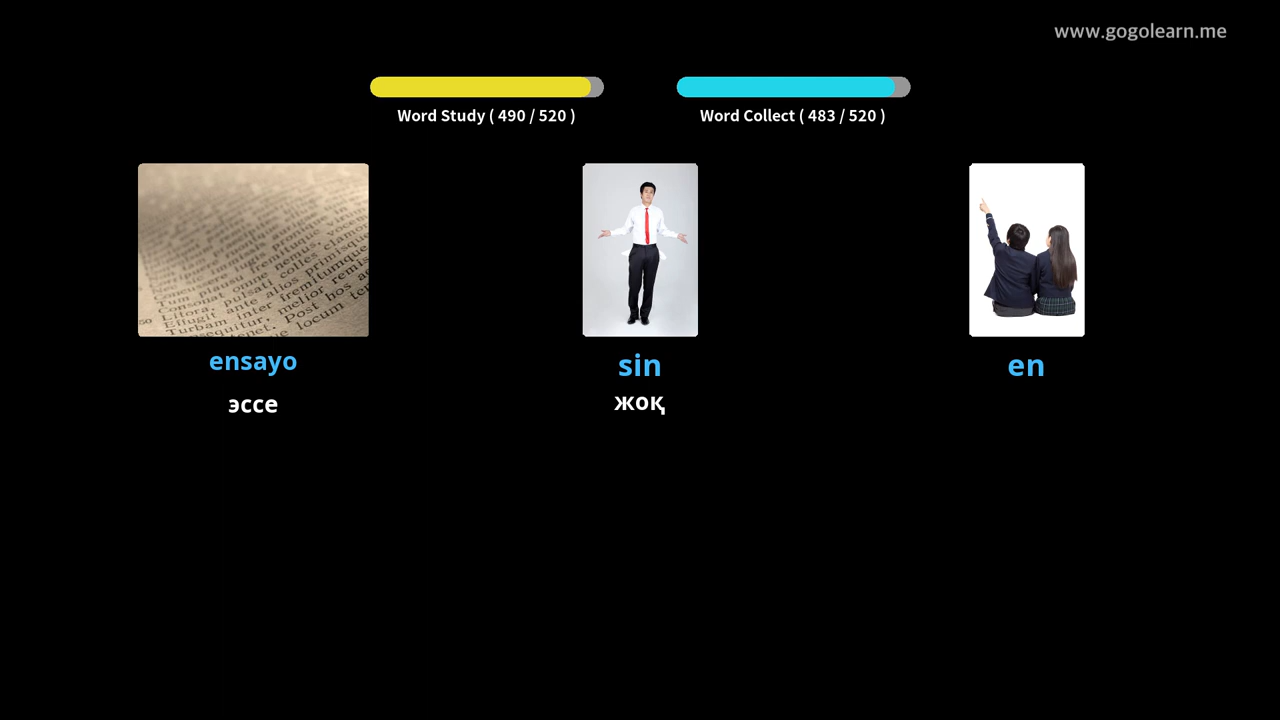 www.gogolearn.me
Word Study ( 490 / 520 )
Word Collect ( 483 / 520 )
ensayo
sin
en
эссе
жоқ